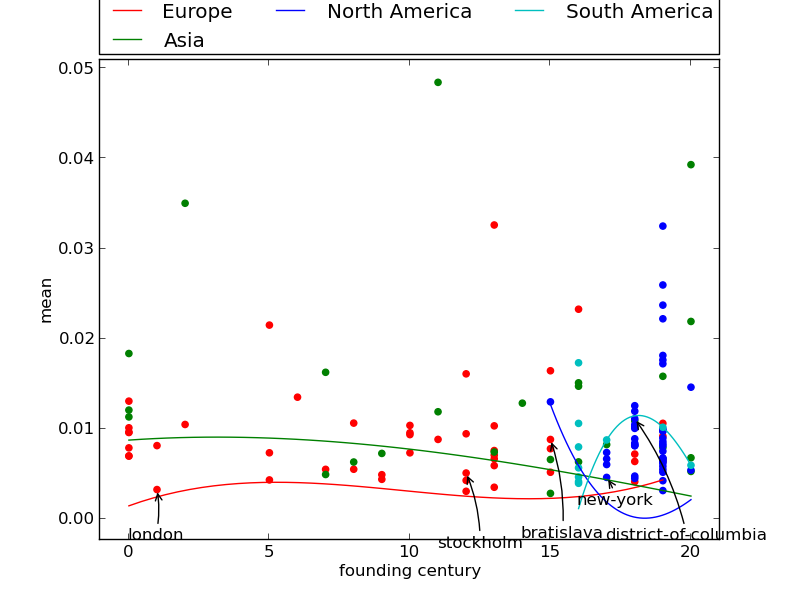 Europe North America South America
Asia
0.05
0.04
0.03
0.02
0.01
0.00
mean
new-york
london stockholm bratislava district-of-columbia
0 5 10 15 20
founding century